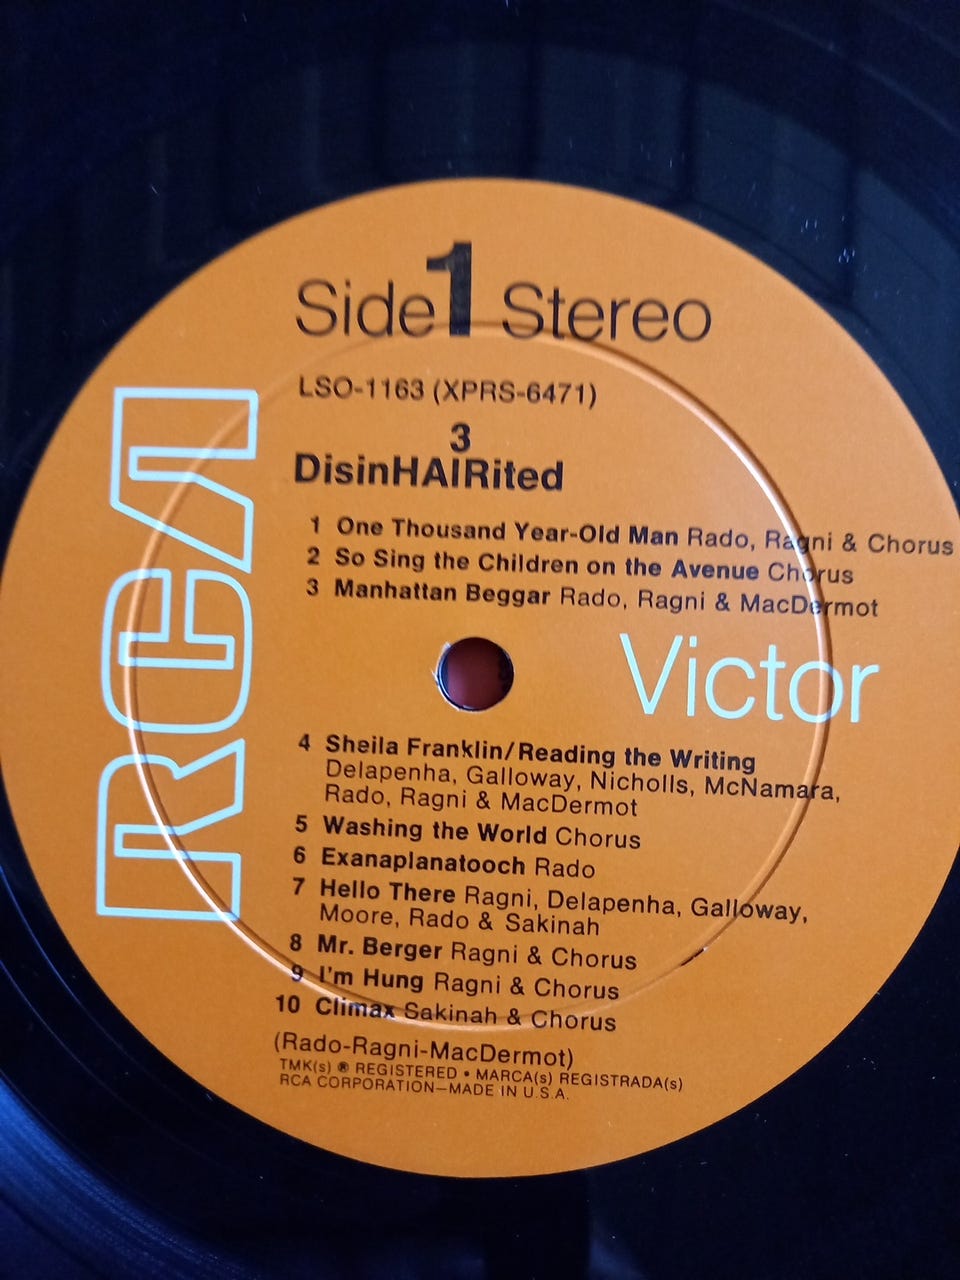 Side 1 Stereo
LSO-1163 (XPRS-6471)
3
DisinHAIRited
1 One Thousand Year-Old Man Rado, Ragni & Chorus
2 So Sing the Children on the Avenue Chorus
3 Manhattan Beggar Rado, Ragni & MacDermot
RCA
Victor
4 Sheila Franklin/Reading the Writing
Delapenha, Galloway, Nicholls, McNamara,
Rado, Ragni & MacDermot
5 Washing the World Chorus
6 Exanaplanatooch Rado
7 Hello There Ragni, Delapenha, Galloway,
Moore, Rado & Sakinah
8 Mr. Berger Ragni & Chorus
9 I'm Hung Ragni & Chorus
10 Climax Sakinah & Chorus
(Rado-Ragni-MacDermot)
TMK(s) ® REGISTERED • MARCA(s) REGISTRADA(s)
RCA CORPORATION—MADE IN U.S.A.